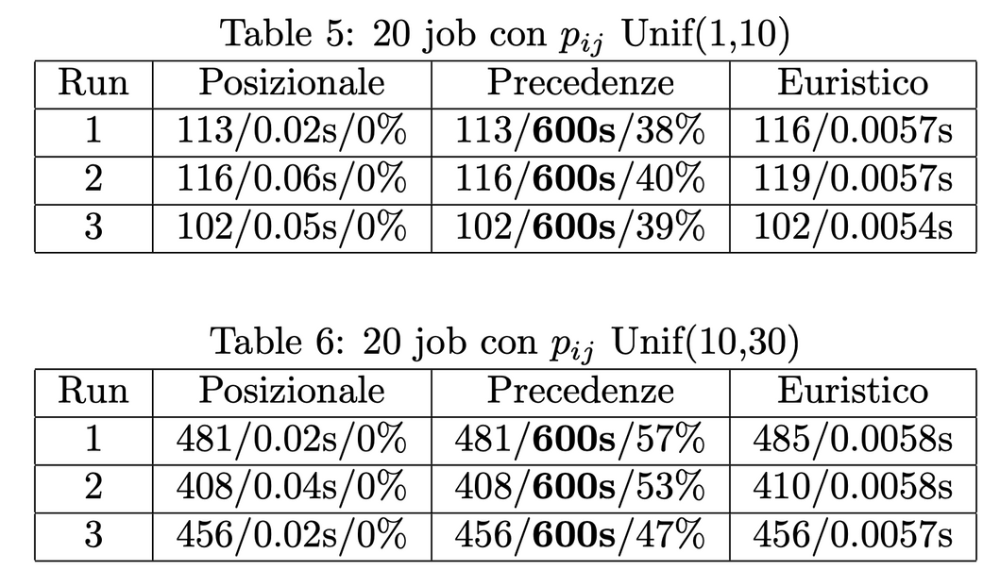 Table 5: 20 job con p_{ij} Unif(1,10)
Run Posizionale Precedenze Euristico
1 113/0.02s/0% 113/600s/38% 116/0.0057s
2 116/0.06s/0% 116/600s/40% 119/0.0057s
3 102/0.05s/0% 102/600s/39% 102/0.0054s
Table 6: 20 job con p_{ij} Unif(10,30)
Run Posizionale Precedenze Euristico
1 481/0.02s/0% 481/600s/57% 485/0.0058s
2 408/0.04s/0% 408/600s/53% 410/0.0058s
3 456/0.02s/0% 456/600s/47% 456/0.0057s